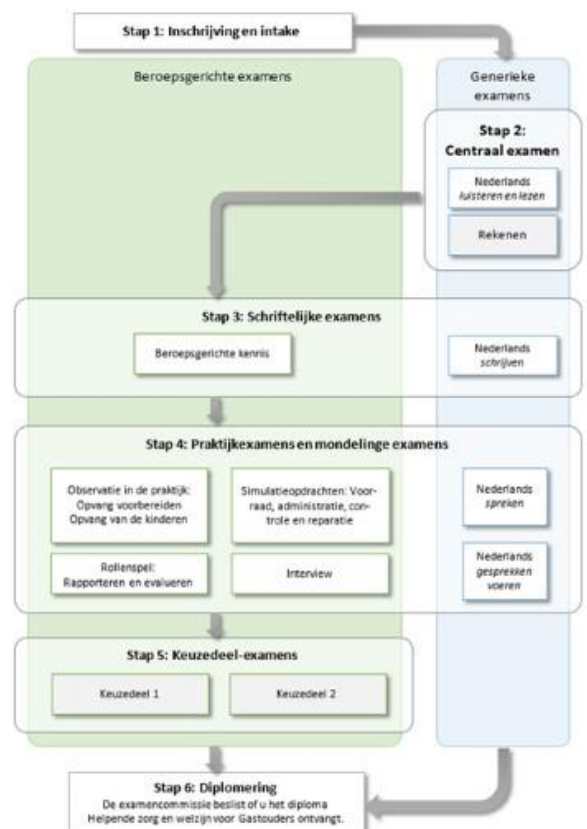 Stap 1: Inschrijving en intake
Beroepsgerichte examens
Generieke
examens
Stap 2:
Centraal examen
Nederlands
luisteren en lezen
Rekenen
Stap 3: Schriftelijke examens
Beroepsgerichte kennis
Nederlands
schrijven
Stap 4: Praktijkexamens en mondelinge examens
Observatie in de praktijk:
Opvang voorbereiden
Opvang van de kinderen
Simulatieopdrachten: Voor-
raad, administratie, con-
trole en reparatie
Nederlands
spreken
Rollenspel:
Rapporteren en evalueren
Interview
Nederlands
gesprekken
voeren
Stap 5: Keuzedeel-examens
Keuzedeel 1
Keuzedeel 2
Stap 6: Diplomering
De examencommissie beslist of u het diploma
Helpende zorg en welzijn voor Gastouders ontvangt.